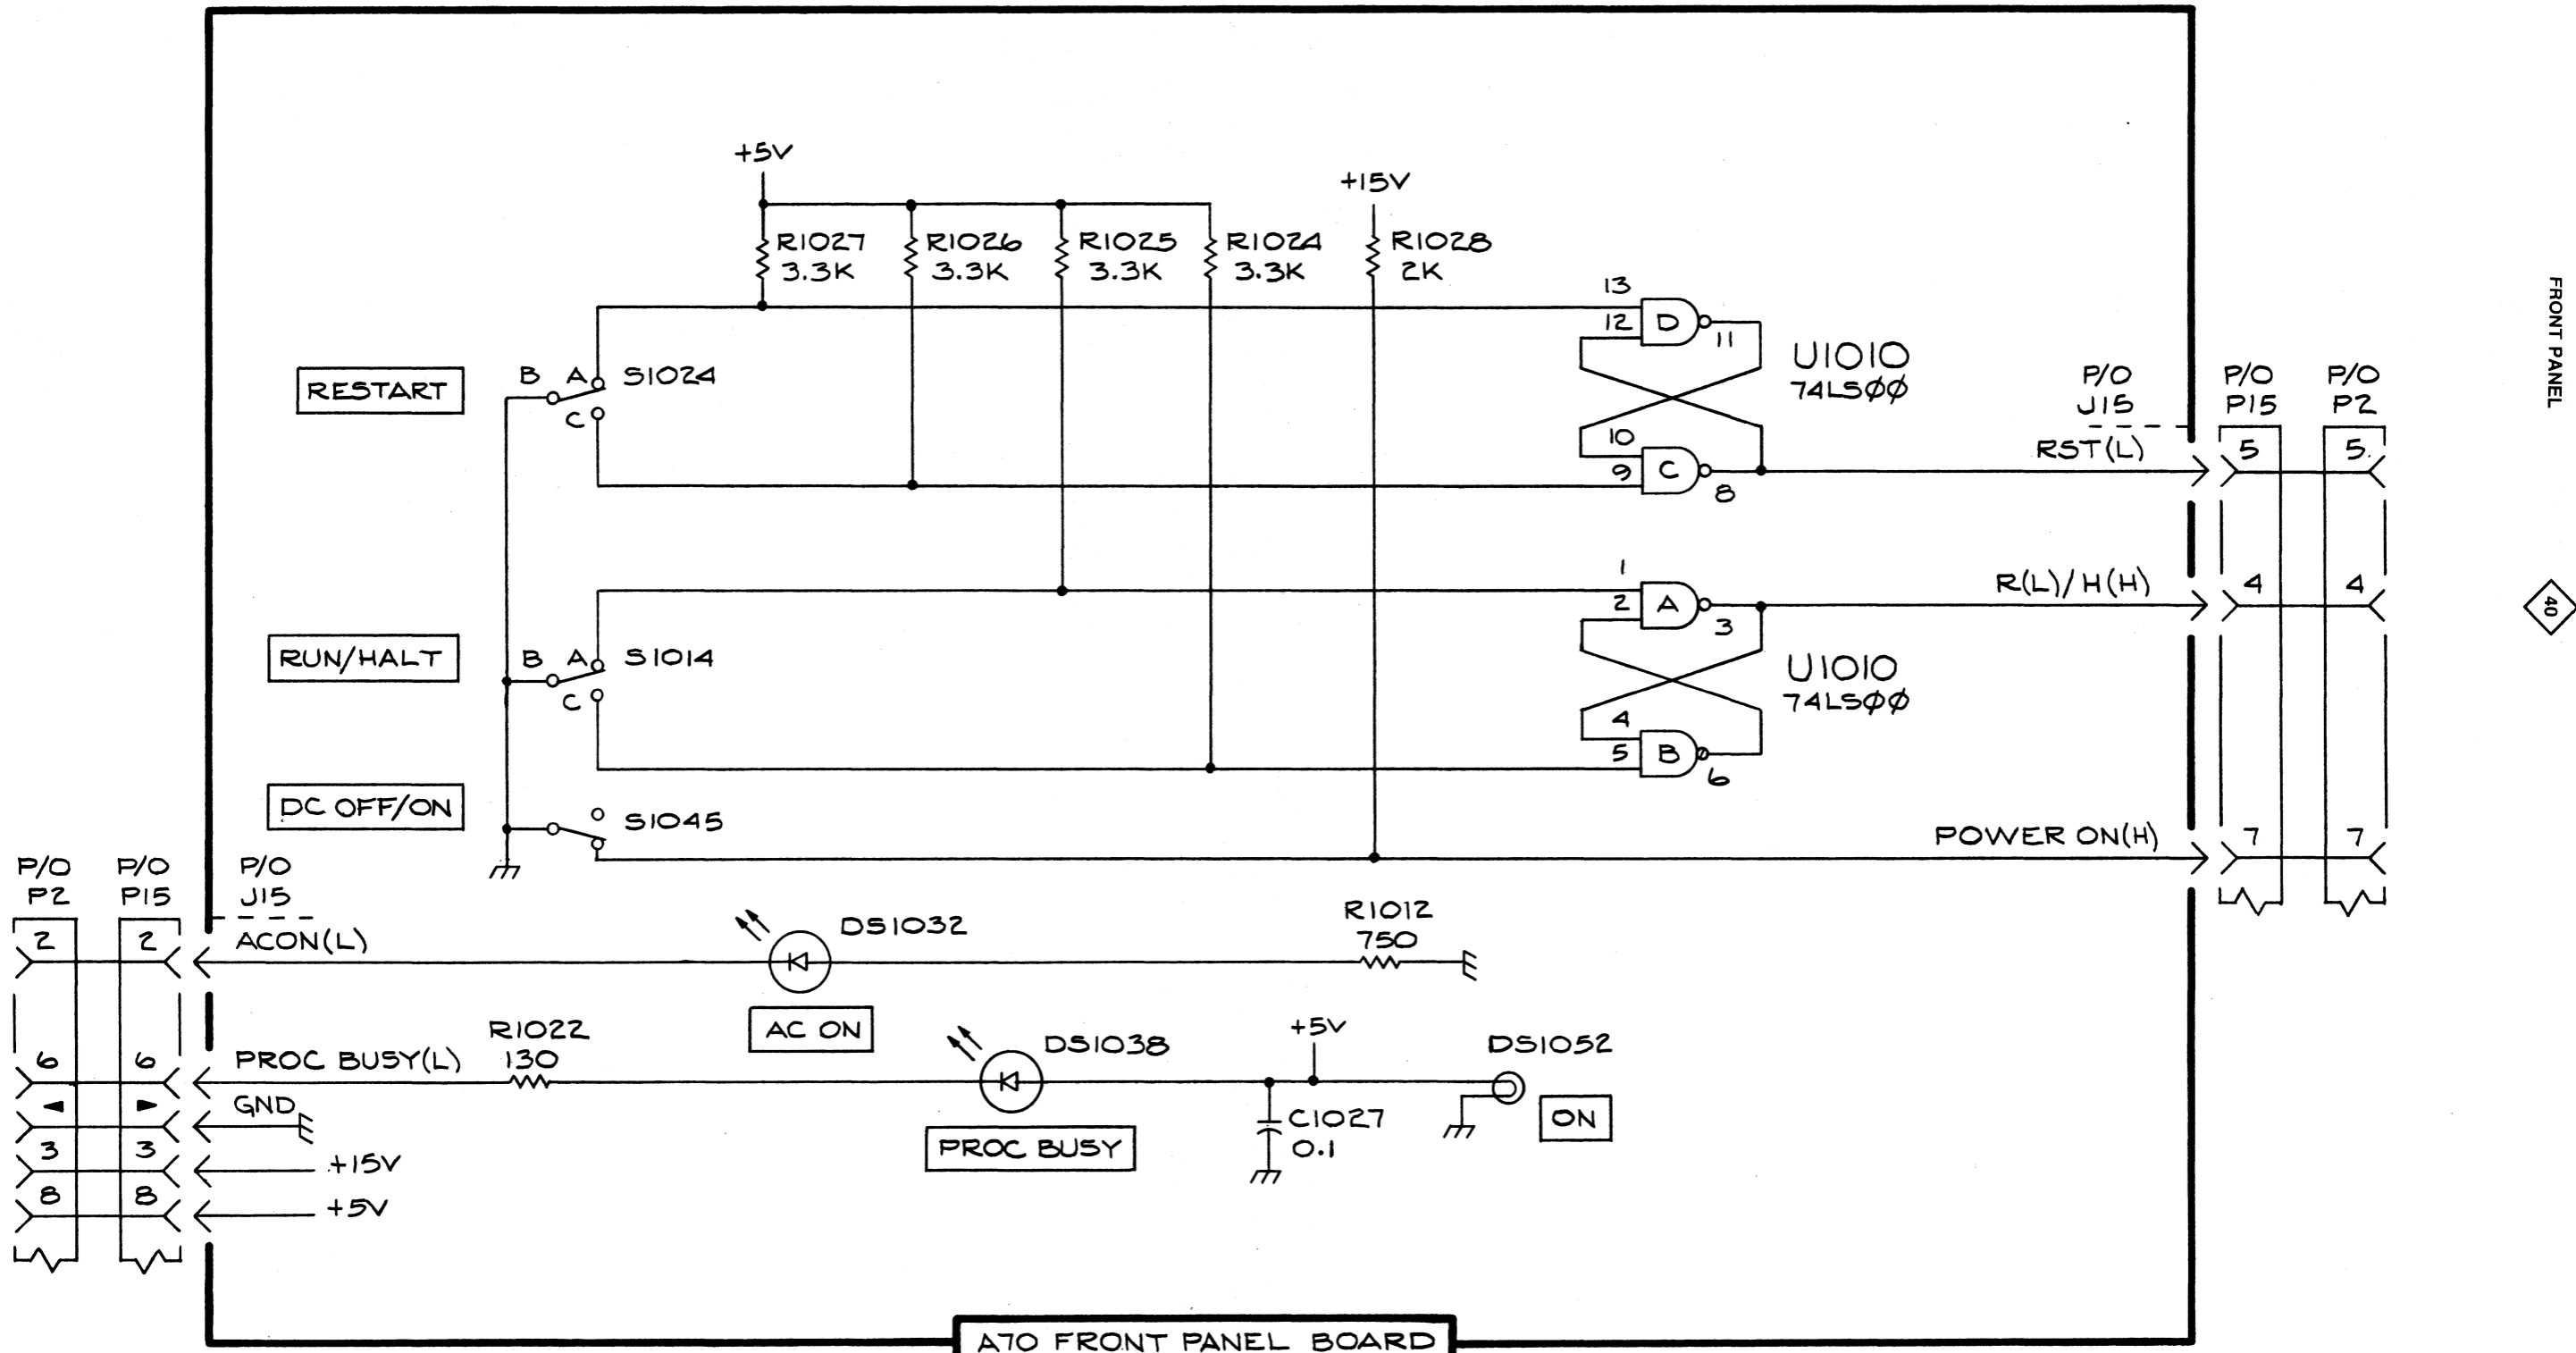 +5V
+15V
R1027
3.3K
R1026
3.3K
R1025
3.3K
R1024
3.3K
R1028
2K
13
12
D
11
U1010
74LSØØ
RESTART
B
A
C
S1024
10
9
C
8
RST(L)
P/O
J15
P/O
P15
P/O
P2
5
5
1
2
A
3
R(L)/H(H)
4
4
RUN/HALT
B
A
C
S1014
U1010
74LSØØ
4
5
B
6
DC OFF/ON
S1045
POWER ON(H)
7
7
P/O
P2
P/O
P15
P/O
J15
2
2
ACON(L)
DS1032
AC ON
R1012
750
6
6
PROC BUSY(L)
R1022
130
DS1038
PROC BUSY
+5V
C1027
0.1
DS1052
ON
GND
3
3
+15V
8
8
+5V
A70 FRONT PANEL BOARD
FRONT PANEL
40